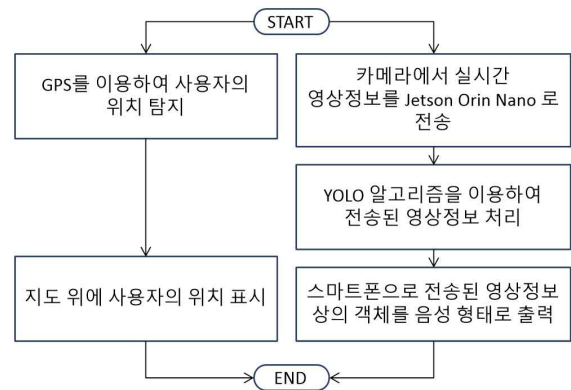 START
GPS를 이용하여 사용자의
위치 탐지
카메라에서 실시간
영상정보를 Jetson Orin Nano 로
전송
YOLO 알고리즘을 이용하여
전송된 영상정보 처리
지도 위에 사용자의 위치 표시
스마트폰으로 전송된 영상정보
상의 객체를 음성 형태로 출력
END